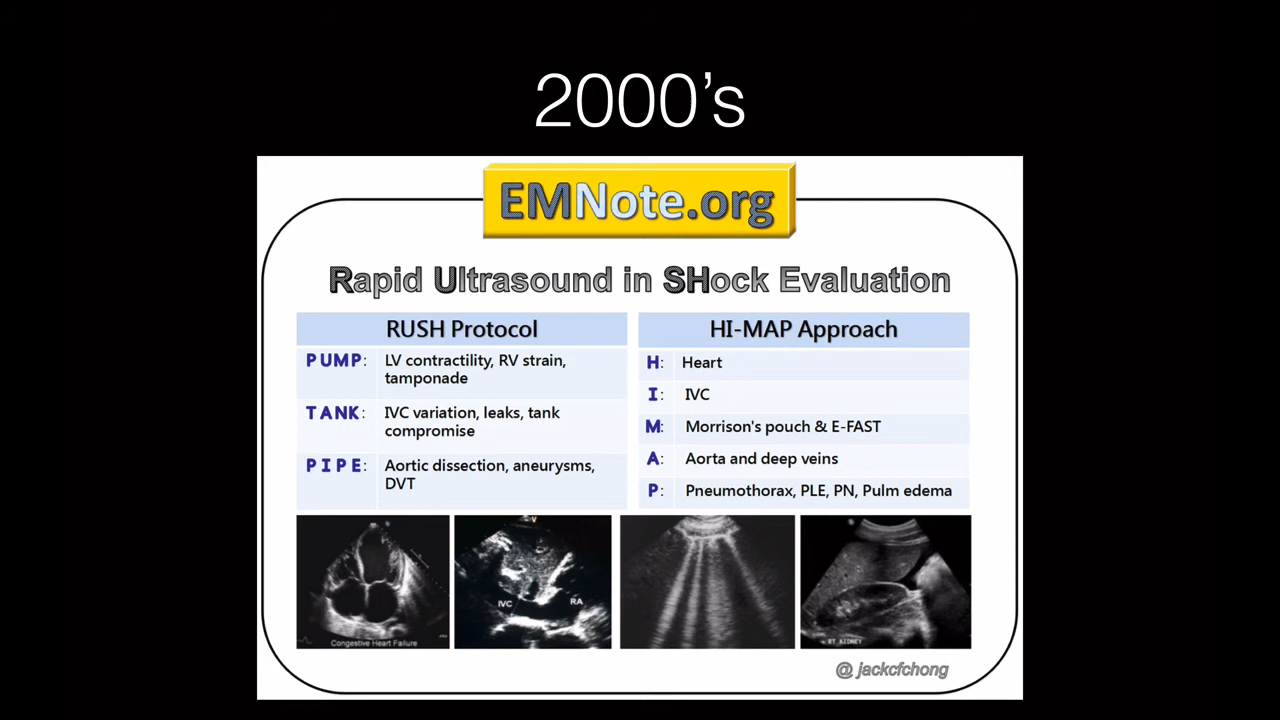 2000's
EMNote.org
Rapid Ultrasound in SHock Evaluation
RUSH Protocol
PUMP: LV contractility, RV strain,
tamponade
TANK: IVC variation, leaks, tank
compromise
PIPE: Aortic dissection, aneurysms,
DVT
HI-MAP Approach
H: Heart
I: IVC
M: Morrison's pouch & E-FAST
A: Aorta and deep veins
P: Pneumothorax, PLE, PN, Pulm edema
Congestive Heart Failure
V
IVC RA
RT KIDNEY
@ jackcfchong